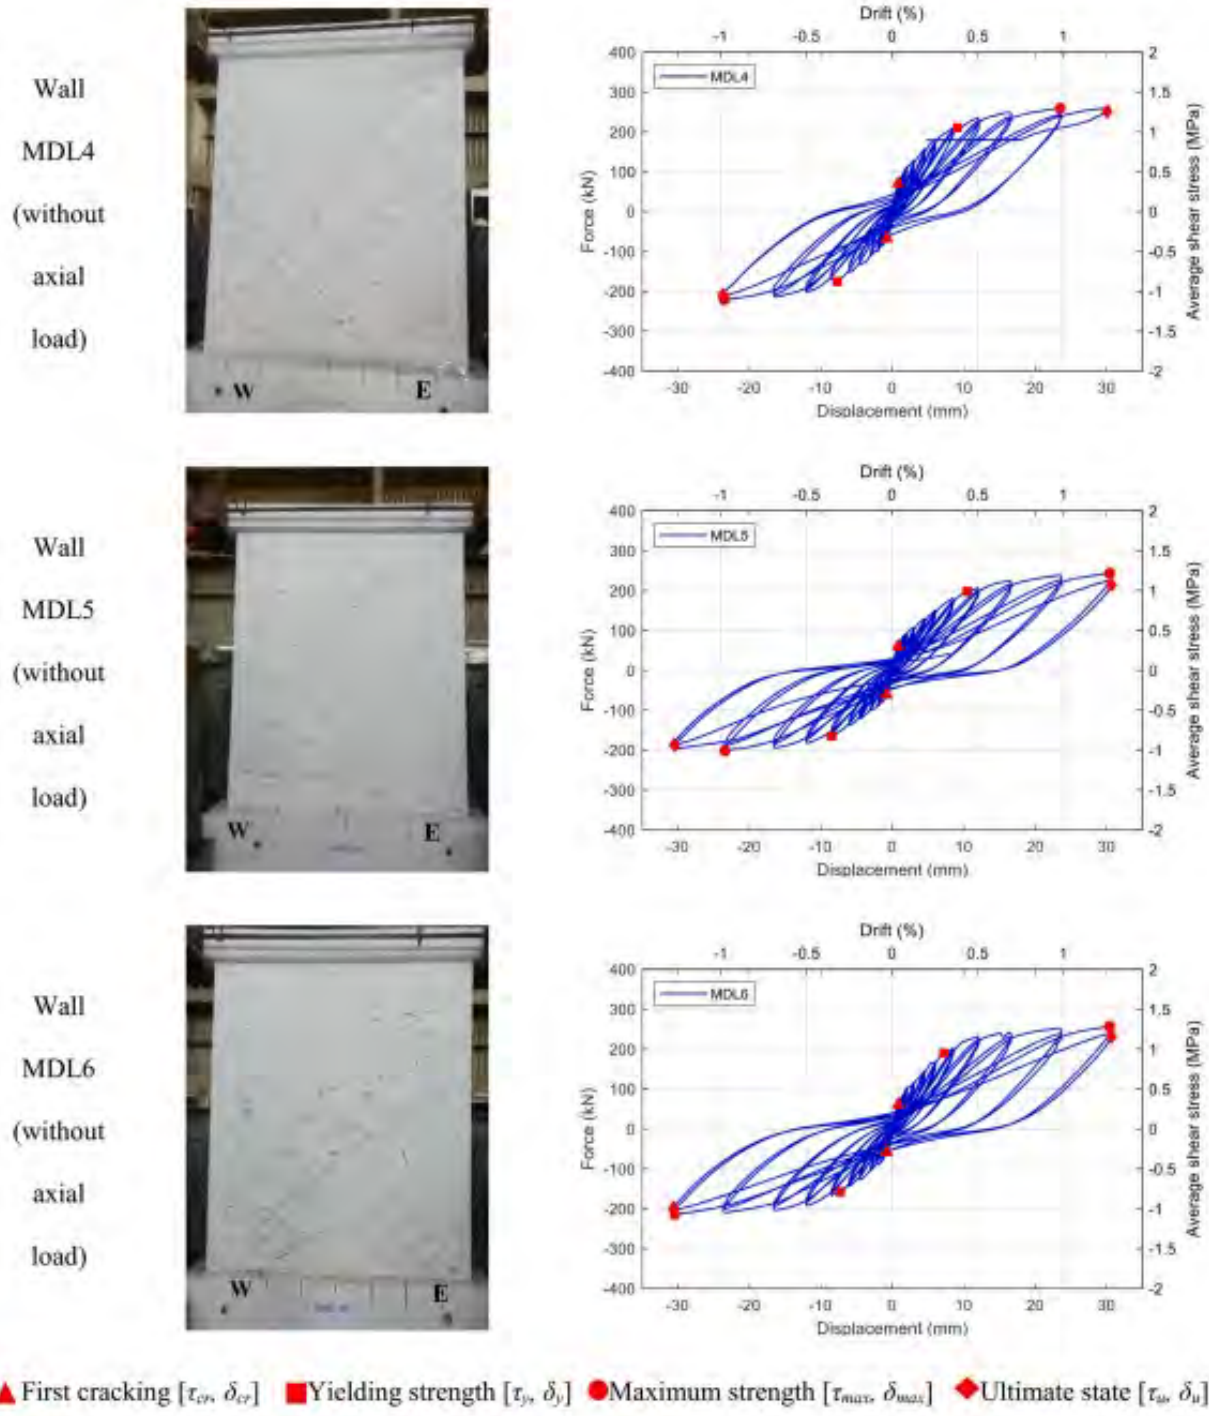 Wall
MDL4
(without
axial
load)
W
E
Drift (%)
-1 -0.5 0 0.5 1
MDL4
400
300
200
100
0
-100
-200
-300
-400
Force (kN)
2
1.5
1
0.5
0
-0.5
-1
-1.5
-2
Average shear stress (MPa)
-30 -20 -10 0 10 20 30
Displacement (mm)
Wall
MDL5
(without
axial
load)
W
E
Drift (%)
-1 -0.5 0 0.5 1
MDL5
400
300
200
100
0
-100
-200
-300
-400
Force (kN)
2
1.5
1
0.5
0
-0.5
-1
-1.5
-2
Average shear stress (MPa)
-30 -20 -10 0 10 20 30
Displacement (mm)
Wall
MDL6
(without
axial
load)
W
E
Drift (%)
-1 -0.5 0 0.5 1
MDL6
400
300
200
100
0
-100
-200
-300
-400
Force (kN)
2
1.5
1
0.5
0
-0.5
-1
-1.5
-2
Average shear stress (MPa)
-30 -20 -10 0 10 20 30
Displacement (mm)
First cracking [τcr, δcr] Yielding strength [τy, δy] Maximum strength [τmax, δmax] Ultimate state [τu, δu]